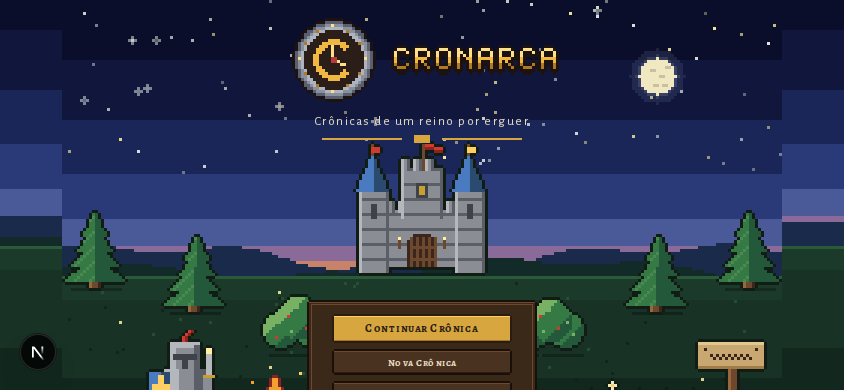 CRONARCA
Crônicas de um reino por erguer.
Continuar Crônica
Nova Crônica
N